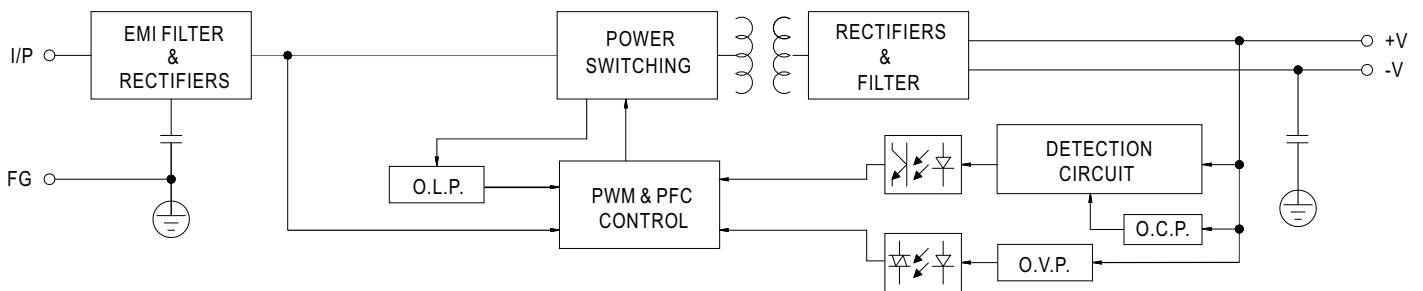 I/P
EMI FILTER
&
RECTIFIERS
POWER
SWITCHING
RECTIFIERS
&
FILTER
+V
-V
FG
O.L.P.
PWM & PFC
CONTROL
DETECTION
CIRCUIT
O.C.P.
O.V.P.